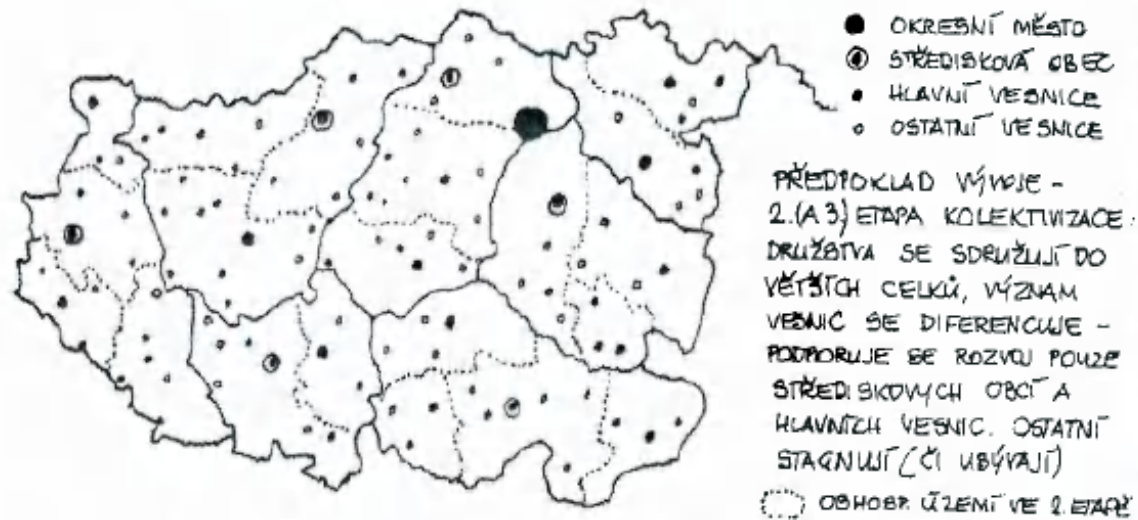 OKRESNÍ MĚSTO
STŘEDISKOVÁ OBEC
HLAVNÍ VESNICE
OSTATNÍ VESNICE
PŘEDPOKLAD VÝVOJE -
2.(A 3.) ETAPA KOLEKTIVIZACE:
DRUŽSTVA SE SDRUŽUJÍ DO
VĚTŠÍCH CELKŮ, VÝZNAM
VESNIC SE DIFERENCUJE -
PODPORUJE SE ROZVOJ POUZE
STŘEDISKOVÝCH OBCÍ A
HLAVNÍCH VESNIC. OSTATNÍ
STAGNUJÍ (ČI UBÝVAJÍ)
ÚZEMÍ VE 2. ETAPĚ